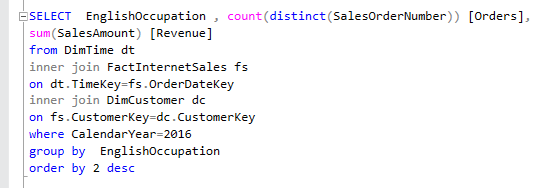 SELECT  EnglishOccupation , count(distinct(SalesOrderNumber)) [Orders],
sum(SalesAmount) [Revenue]
from DimTime dt
inner join FactInternetSales fs
on dt.TimeKey=fs.OrderDateKey
inner join DimCustomer dc
on fs.CustomerKey=dc.CustomerKey
where CalendarYear=2016
group by  EnglishOccupation
order by 2 desc